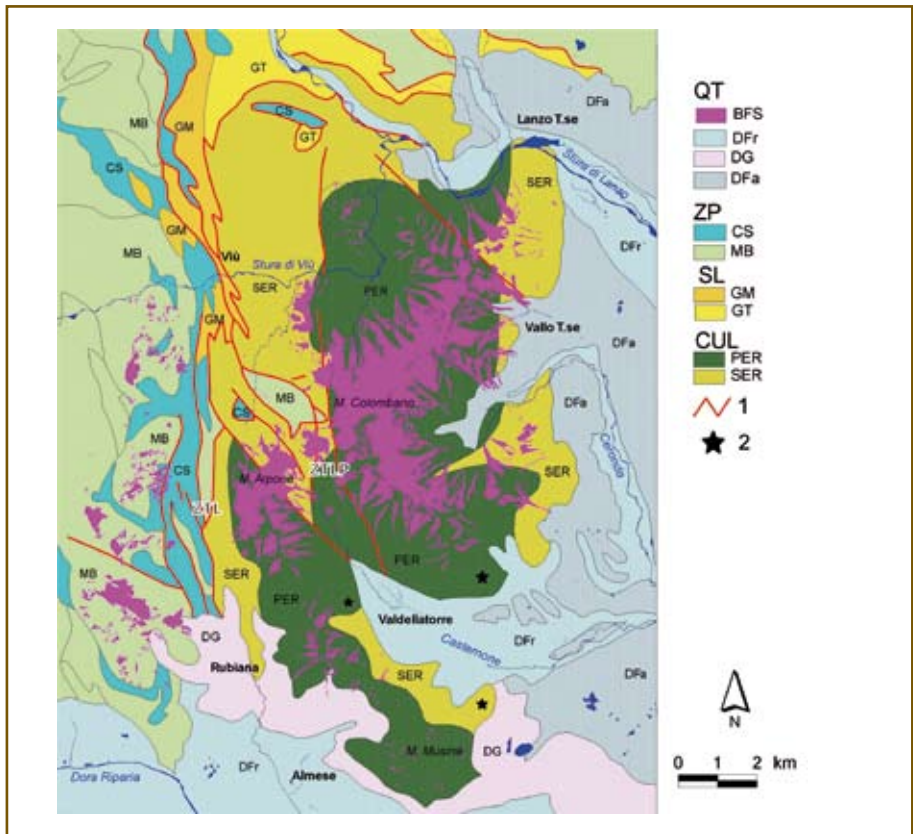 GT
DFa
MB
GM
CS
GT
Lanzo T.se
Stura di Lanzo
SER
CS
GM
DFr
MB
Viù
Stura di Viù
SER
PER
GM
Vallo T.se
DFa
MB
CS
M. Colombano
DFa
MB
Ceronda
CS
M. Arpone
ZTLP
SER
ZTL
PER
SER
MB
PER
Valdellatorre
DG
Rubiana
Casternone
DFr
SER
DFa
M. Musinè
DG
DFr
Almese
Dora Riparia
QT
BFS
DFr
DG
DFa
ZP
CS
MB
SL
GM
GT
CUL
PER
SER
1
2
N
0 1 2 km